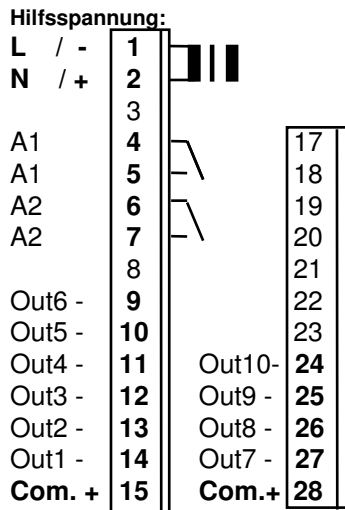 Hilfsspannung:
L / - 1
N / + 2
3
A1 4 17
A1 5 18
A2 6 19
A2 7 20
8 21
Out6 - 9 22
Out5 - 10 23
Out4 - 11 Out10- 24
Out3 - 12 Out9 - 25
Out2 - 13 Out8 - 26
Out1 - 14 Out7 - 27
Com. + 15 Com.+ 28